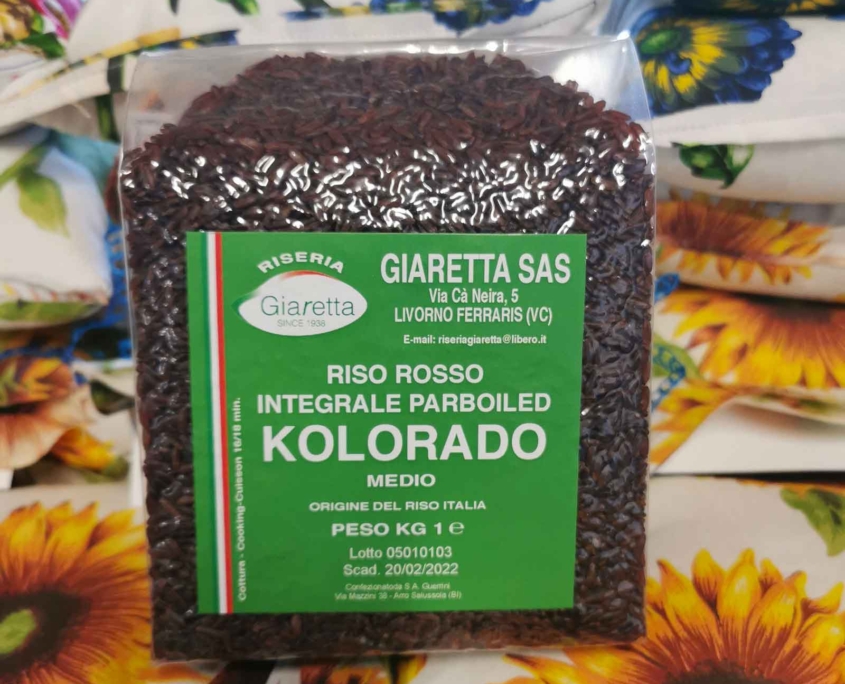 RISERIA
Giaretta
SINCE 1938
GIARETTA SAS
Via Cà Neira, 5
LIVORNO FERRARIS (VC)
E-mail: riseriagiaretta@libero.it
RISO ROSSO
INTEGRALE PARBOILED
KOLORADO
MEDIO
ORIGINE DEL RISO ITALIA
PESO KG 1 e
Lotto 05010103
Scad. 20/02/2022
Confezionatoda S.A. Guerrini
Via Mazzini 38 - Arro Salussola (BI)
Cottura - Cooking-Cuisson 16/18 min.